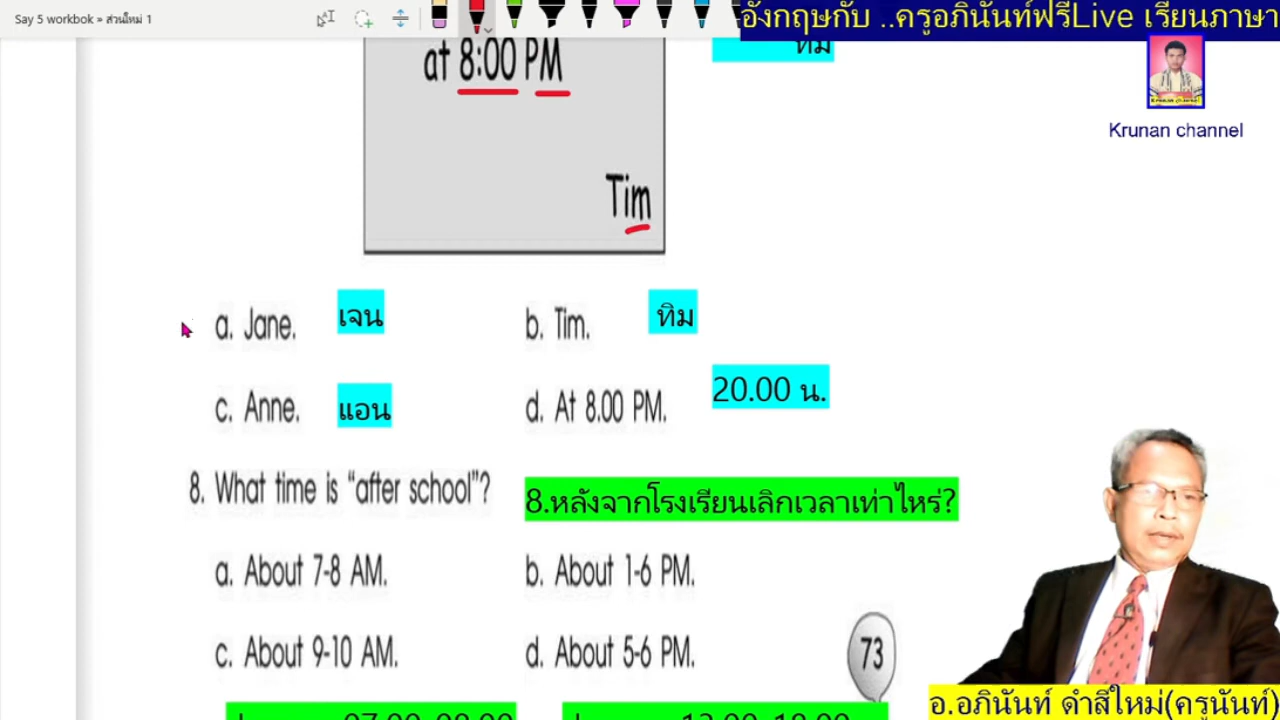 Say 5 workbok » ส่วนใหม่ 1
อังกฤษกับ ..ครูอภินันท์ฟรีLive เรียนภาษา
at 8:00 PM
ทิม
Krunan channel
Tim
a. Jane. เจน b. Tim. ทิม
c. Anne. แอน d. At 8.00 PM. 20.00 น.
8. What time is “after school”? 8.หลังจากโรงเรียนเลิกเวลาเท่าไหร่?
a. About 7-8 AM. b. About 1-6 PM.
c. About 9-10 AM. d. About 5-6 PM.
73
อ.อภินันท์ ดำสีใหม่(ครูนันท์)